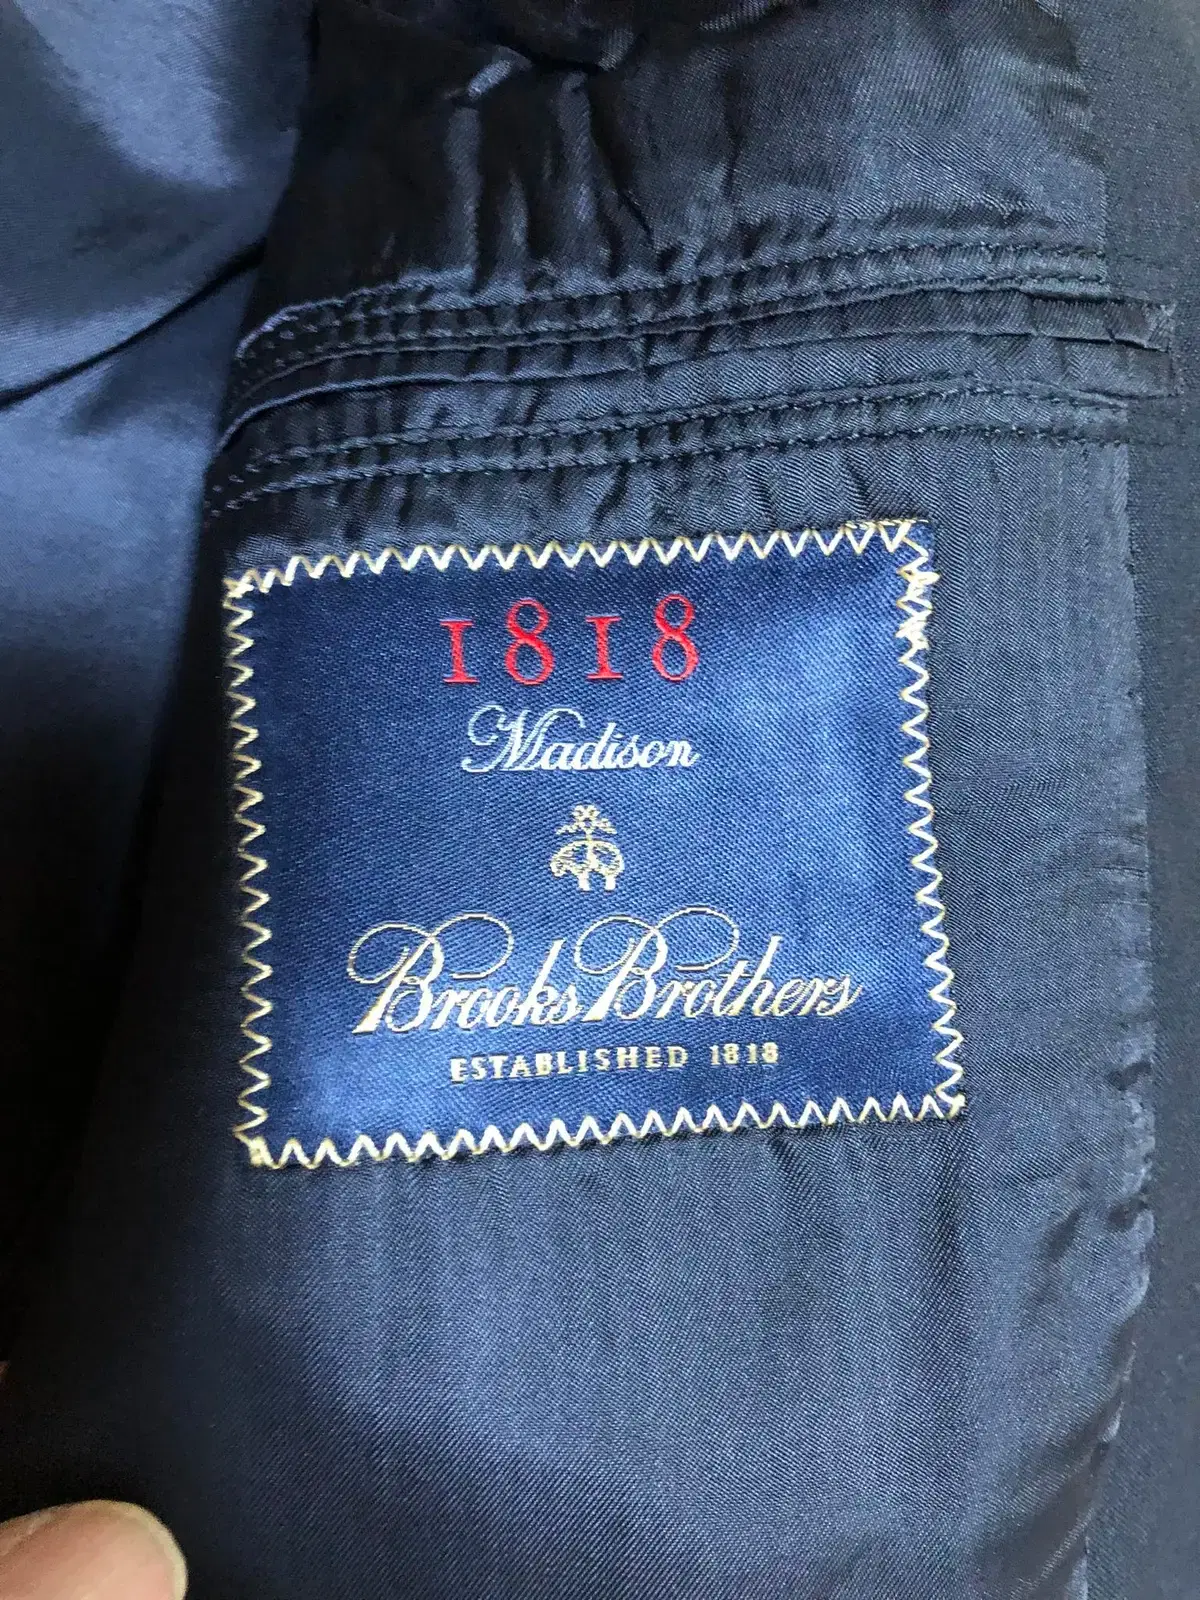 1818
Madison
Brooks Brothers
ESTABLISHED 1818